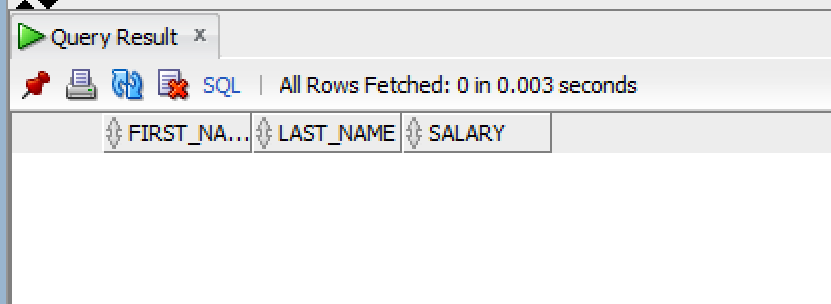 Query Result x
SQL | All Rows Fetched: 0 in 0.003 seconds
FIRST_NA... LAST_NAME SALARY